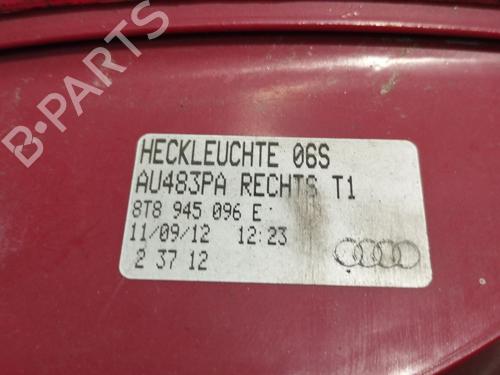 B-PARTS
HECKLEUCHTE 06S
AU483PA RECHTS T1
8T8 945 096 E
11/09/12 12:23
2 37 12